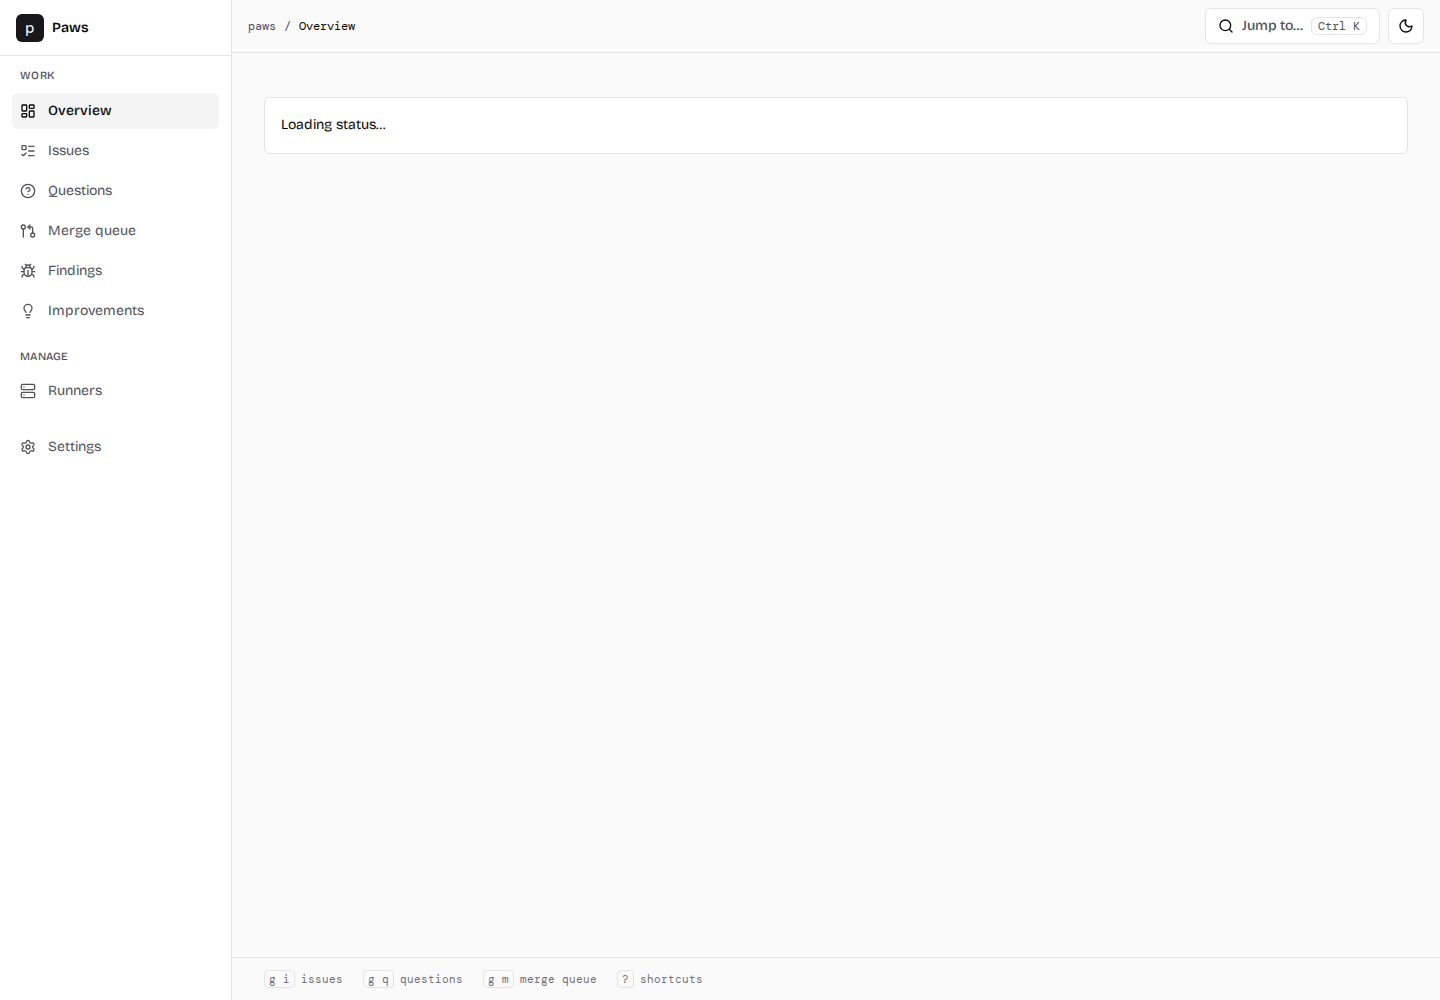 p Paws
paws / Overview
Jump to... Ctrl K
WORK
Overview
Issues
Questions
Merge queue
Findings
Improvements
MANAGE
Runners
Settings
Loading status...
g i issues g q questions g m merge queue ? shortcuts